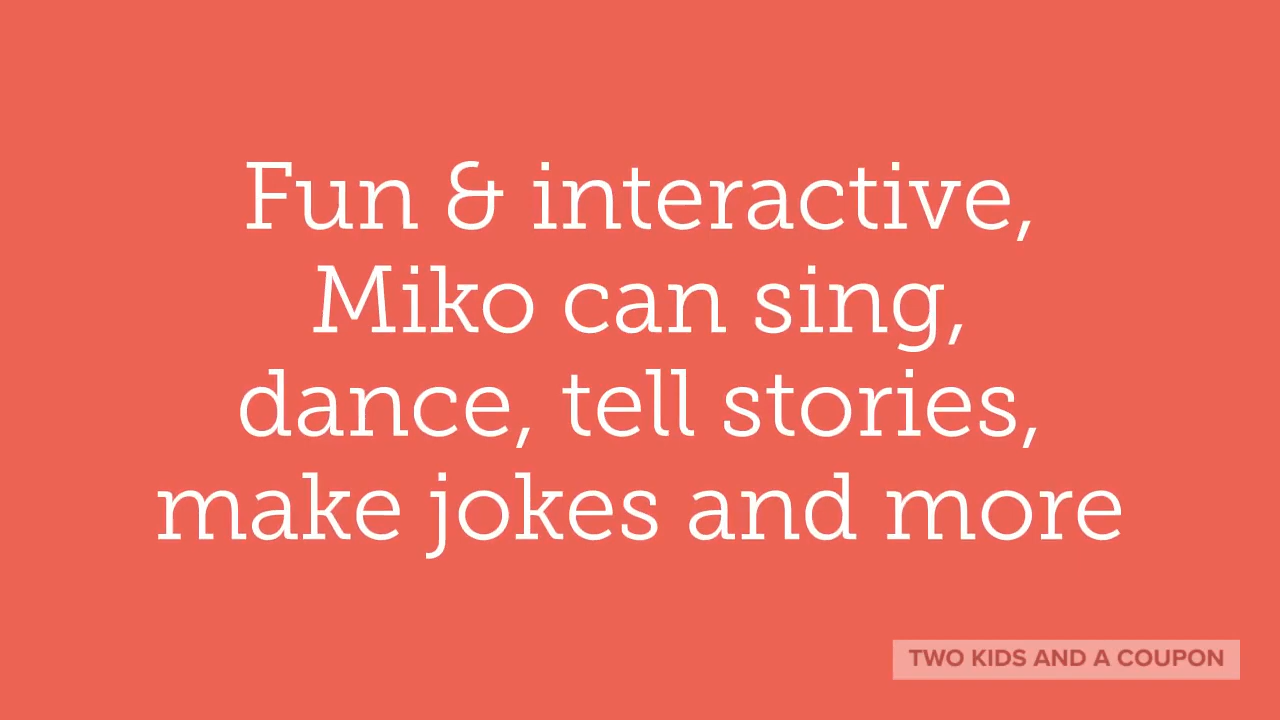 Fun & interactive,
Miko can sing,
dance, tell stories,
make jokes and more
TWO KIDS AND A COUPON